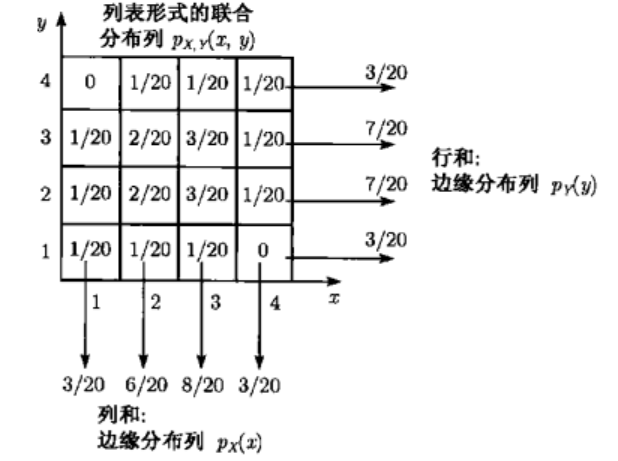 y
列表形式的联合
分布列 p_{X,Y}(x, y)
4 0 1/20 1/20 1/20 3/20
3 1/20 2/20 3/20 1/20 7/20
2 1/20 2/20 3/20 1/20 7/20
1 1/20 1/20 1/20 0 3/20
行和:
边缘分布列 p_Y(y)
1 2 3 4 x
3/20 6/20 8/20 3/20
列和:
边缘分布列 p_X(x)